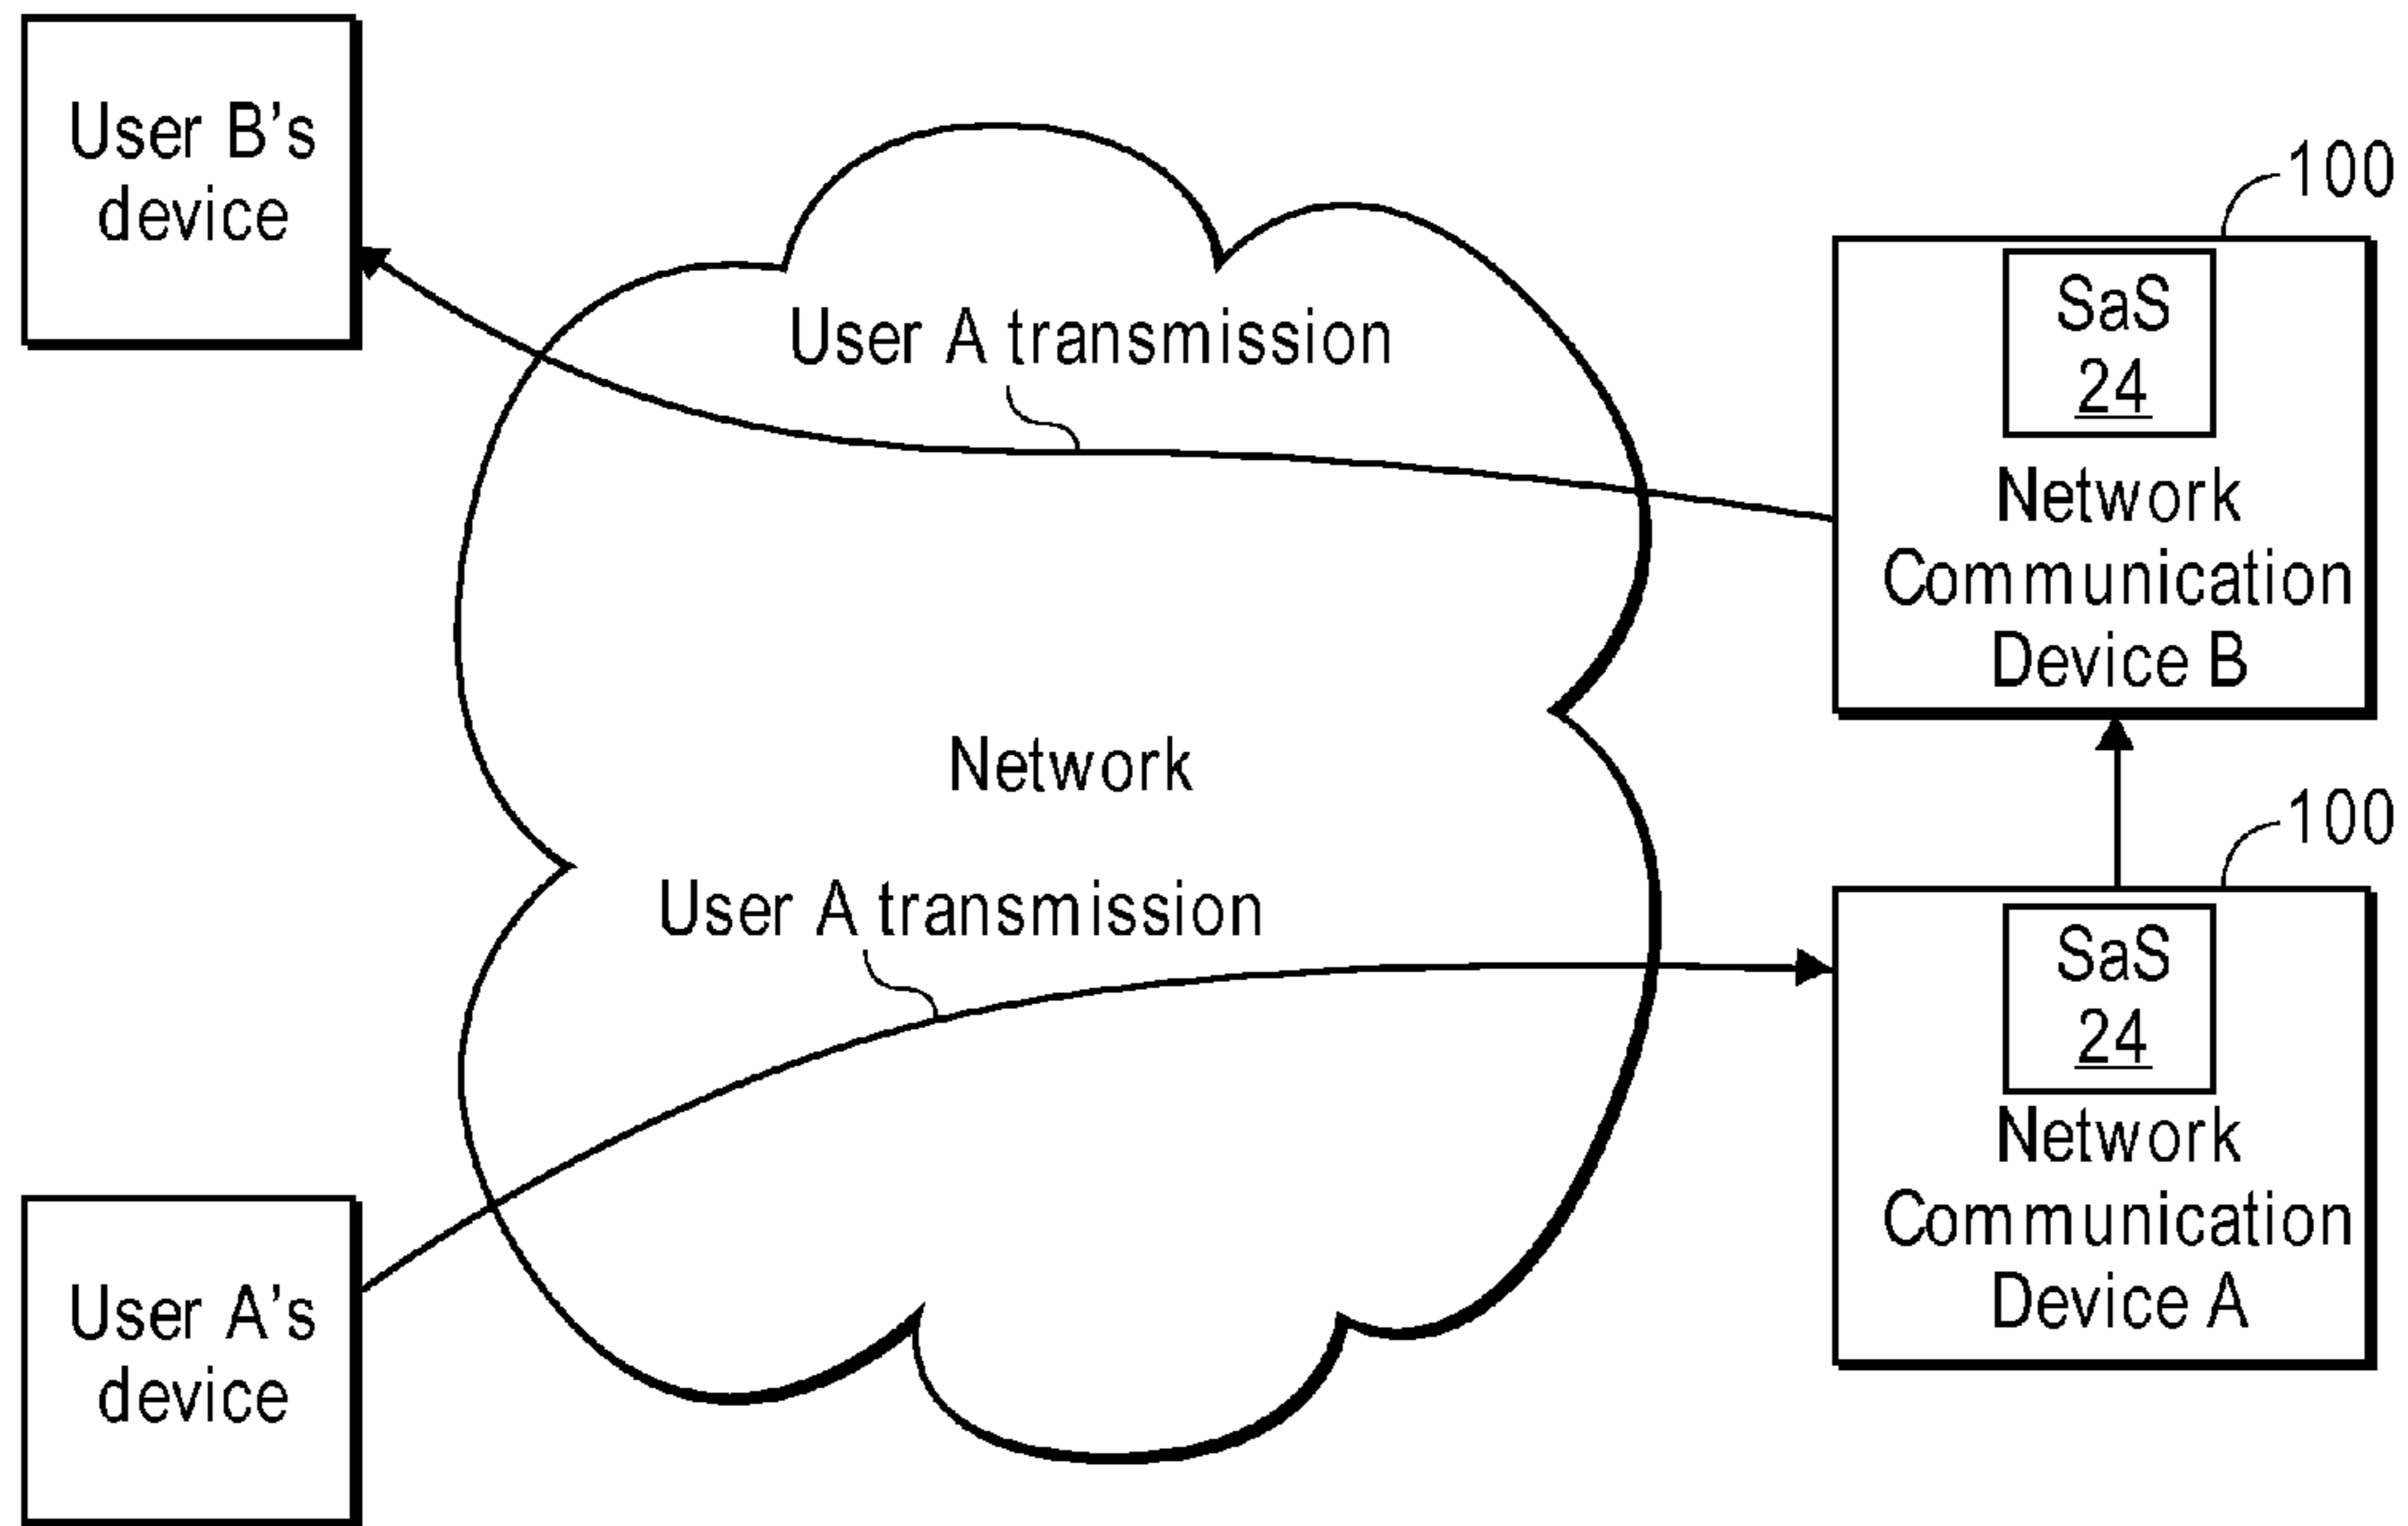 User B's
device
User A transmission
100
SaS
24
Network
Communication
Device B
Network
User A transmission
100
SaS
24
Network
Communication
Device A
User A's
device